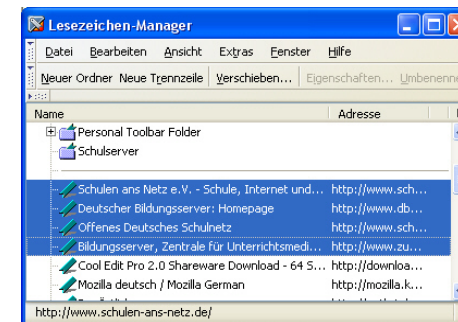 Lesezeichen-Manager
Datei Bearbeiten Ansicht Extras Fenster Hilfe
Neuer Ordner Neue Trennzeile Verschieben... Eigenschaften... Umbenenne
Name Adresse
Personal Toolbar Folder
Schulserver
Schulen ans Netz e.V. - Schule, Internet und... http://www.sch...
Deutscher Bildungsserver: Homepage http://www.db...
Offenes Deutsches Schulnetz http://www.sch...
Bildungsserver, Zentrale für Unterrichtsmedi... http://www.zu...
Cool Edit Pro 2.0 Shareware Download - 64 S... http://downloa...
Mozilla deutsch / Mozilla German http://mozilla.k...
http://www.schulen-ans-netz.de/